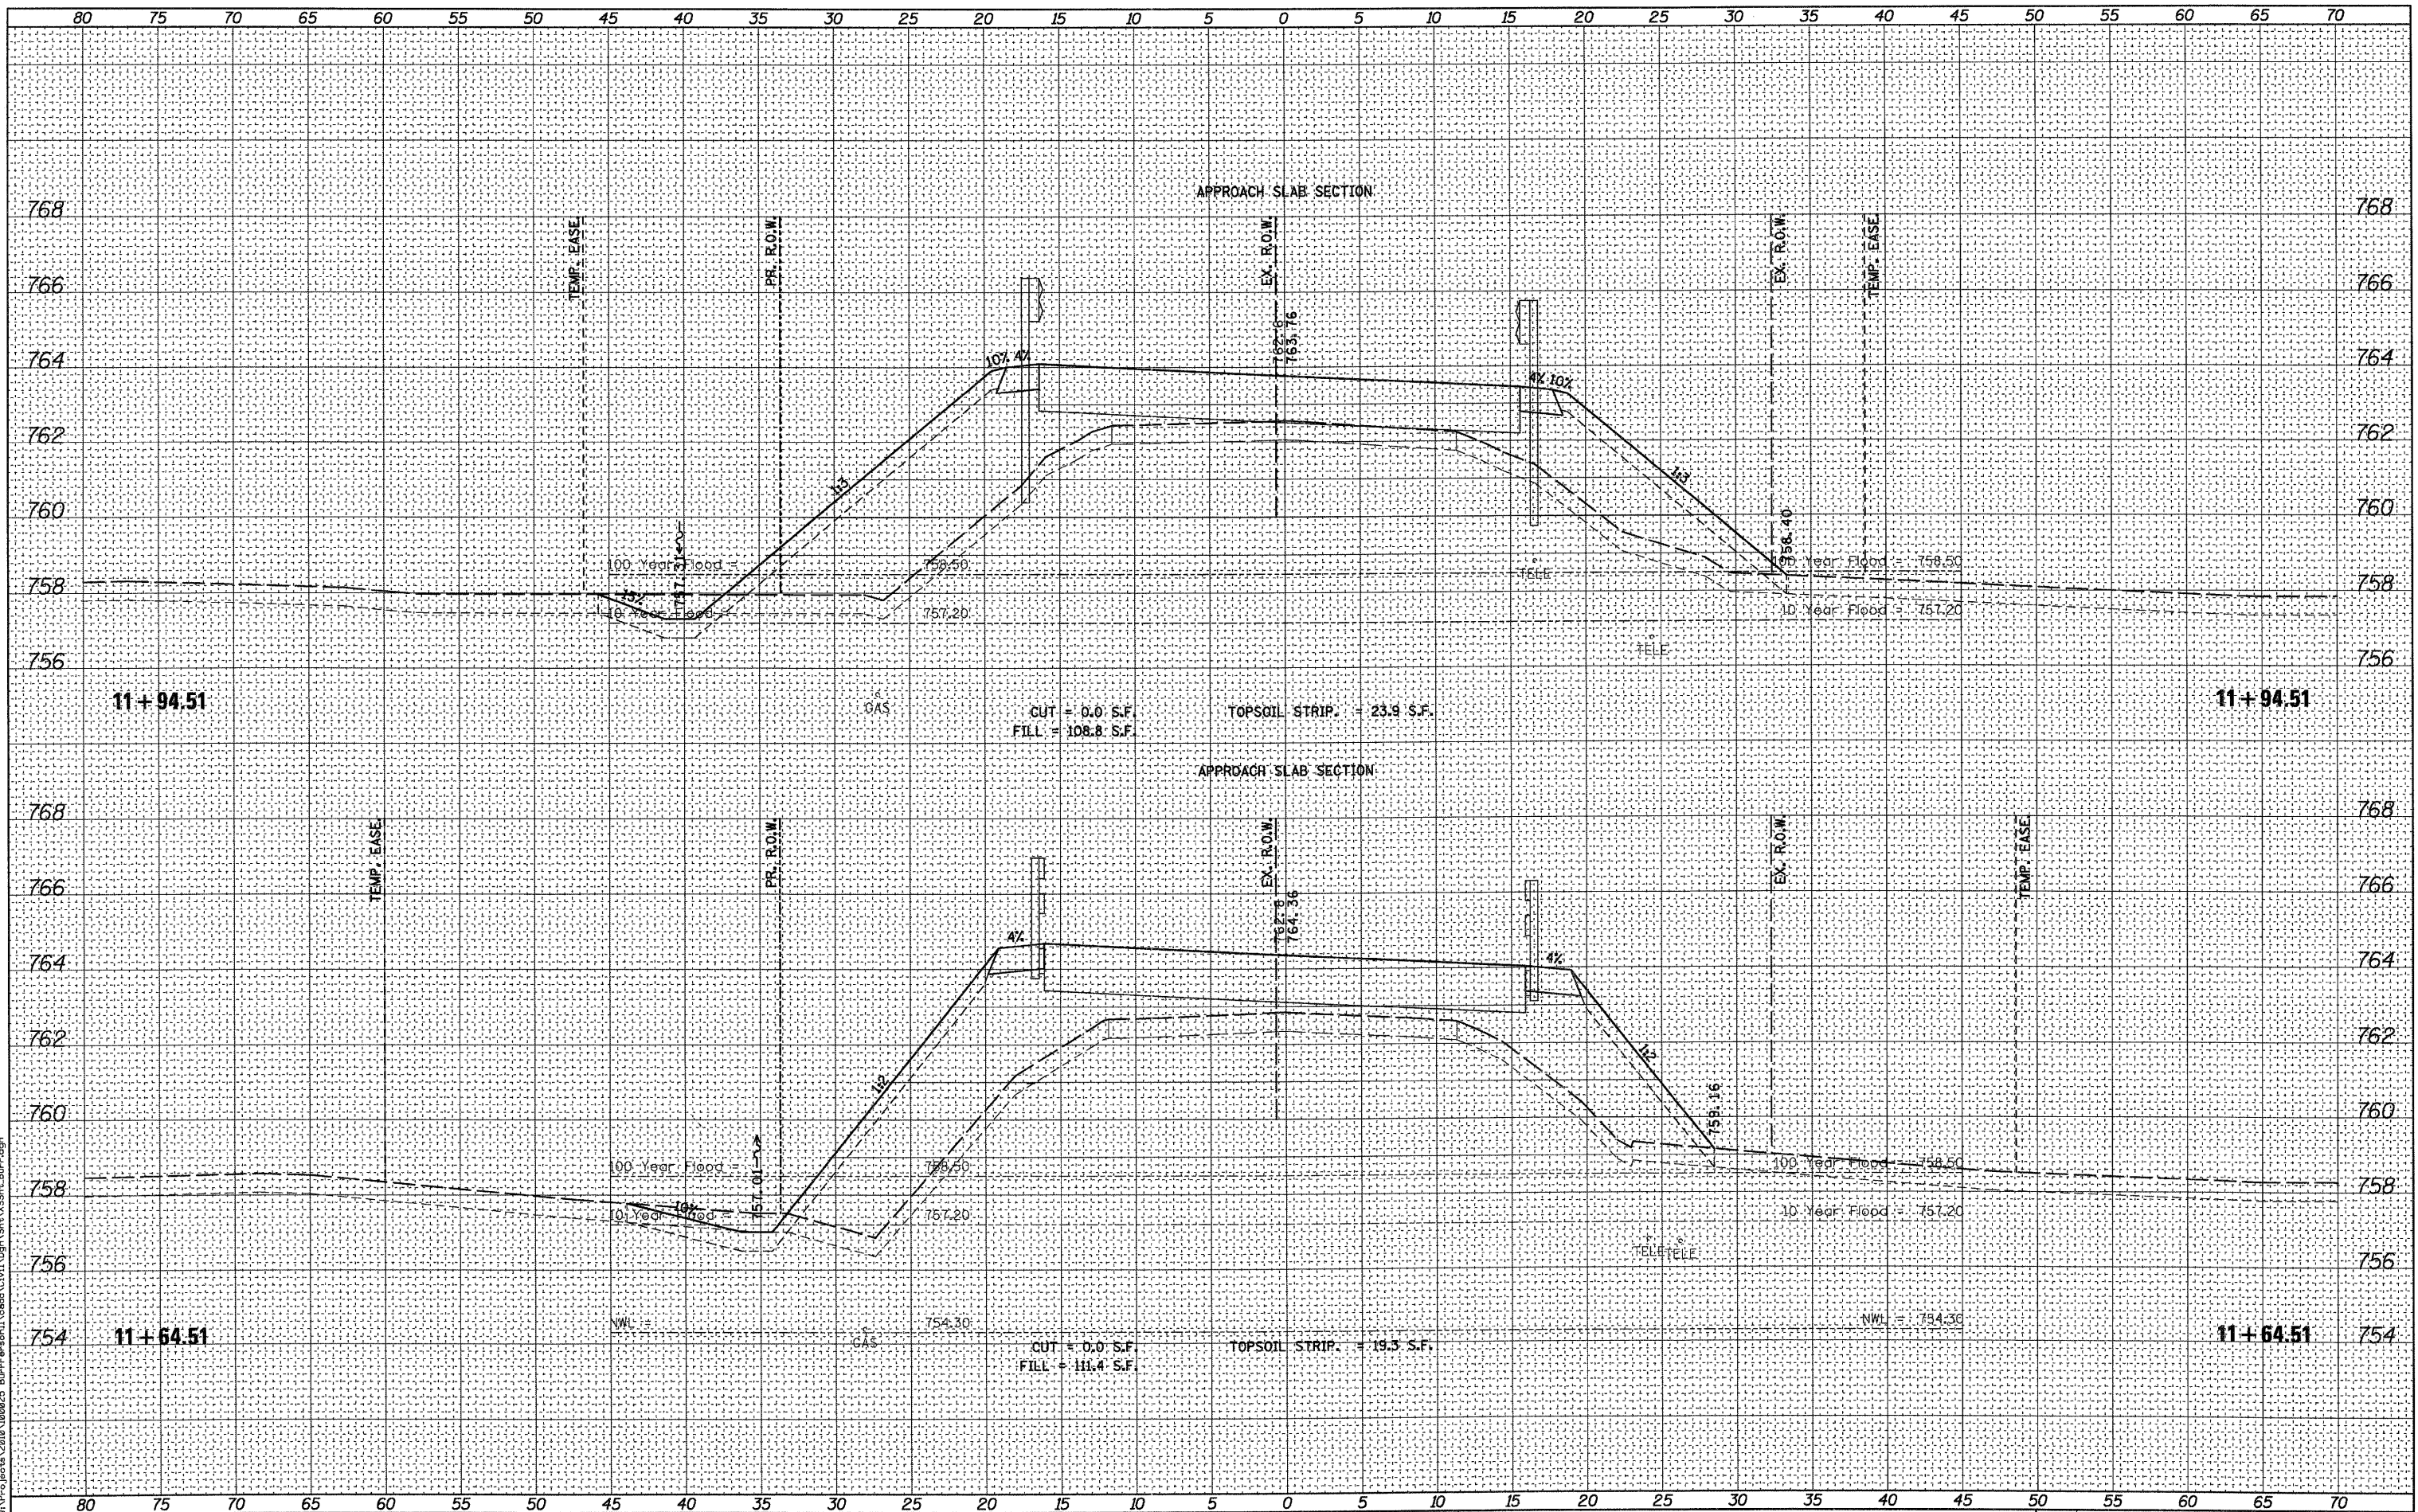 80 75 70 65 60 55 50 45 40 35 30 25 20 15 10 5 0 5 10 15 20 25 30 35 40 45 50 55 60 65 70
APPROACH SLAB SECTION
768 768
TEMP. EASE. PR. R.O.W. EX. R.O.W. EX. R.O.W. TEMP. EASE.
766 766
763.76
764 10% 4% 4% 10% 764
762 762
1:3 1:3
760 760
757.31 758.40
100 Year Flood = 758.50 100 Year Flood = 758.50
TELE
758 15% 758
10 Year Flood = 757.20 10 Year Flood = 757.20
TELE
756 756
11+94.51 GAS 11+94.51
CUT = 0.0 S.F. TOPSOIL STRIP. = 23.9 S.F.
FILL = 108.8 S.F.
APPROACH SLAB SECTION
768 768
TEMP. EASE. PR. R.O.W. EX. R.O.W. EX. R.O.W. TEMP. EASE.
766 766
762.8
764.36
4% 4%
764 764
762 762
1:2 1:2
760 759.16 760
757.01
100 Year Flood = 758.50 100 Year Flood = 758.50
758 758
10%
10 Year Flood = 757.20 10 Year Flood = 757.20
TELE TELE
756 756
NWL = 754.30 NWL = 754.30
754 11+64.51 GAS 11+64.51 754
CUT = 0.0 S.F. TOPSOIL STRIP. = 19.3 S.F.
FILL = 111.4 S.F.
80 75 70 65 60 55 50 45 40 35 30 25 20 15 10 5 0 5 10 15 20 25 30 35 40 45 50 55 60 65 70